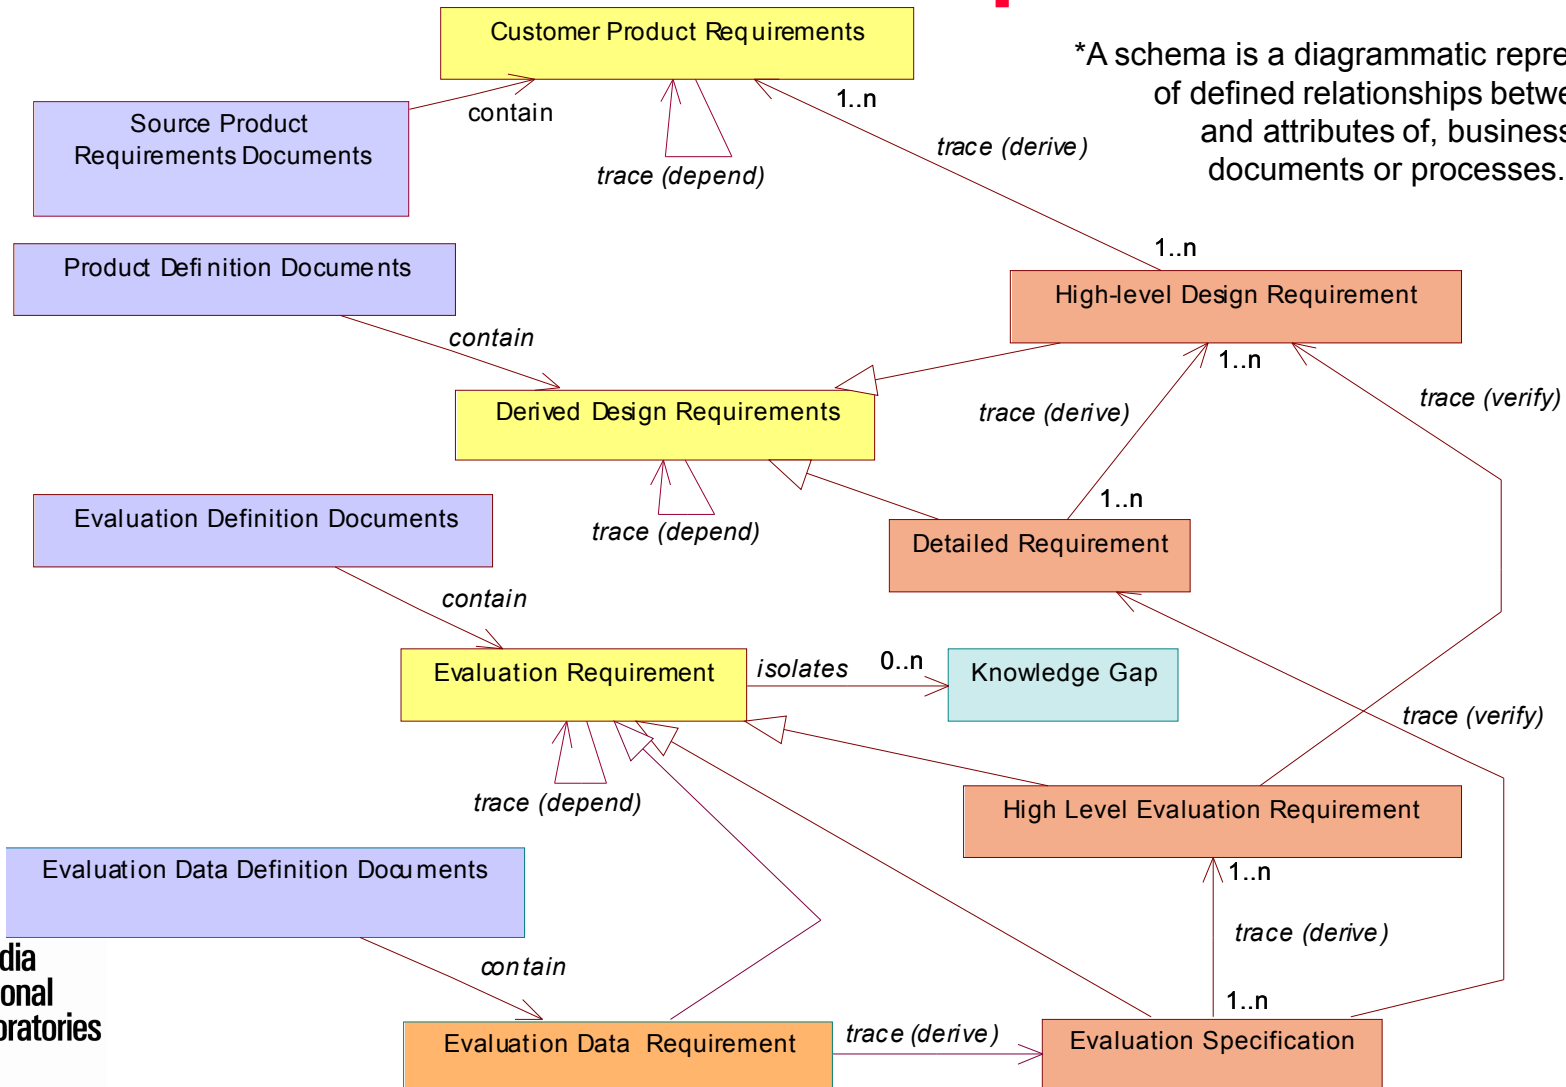 Customer Product Requirements
*A schema is a diagrammatic repre
of defined relationships betwe
and attributes of, business
documents or processes.
1..n
contain
Source Product
Requirements Documents
trace (derive)
trace (depend)
1..n
Product Definition Documents
High-level Design Requirement
contain
1..n
trace (verify)
Derived Design Requirements
trace (derive)
1..n
Evaluation Definition Documents
trace (depend)
Detailed Requirement
contain
Evaluation Requirement
isolates
0..n
Knowledge Gap
trace (verify)
trace (depend)
High Level Evaluation Requirement
Evaluation Data Definition Documents
1..n
trace (derive)
dia
onal
oratories
contain
1..n
Evaluation Data Requirement
trace (derive)
Evaluation Specification